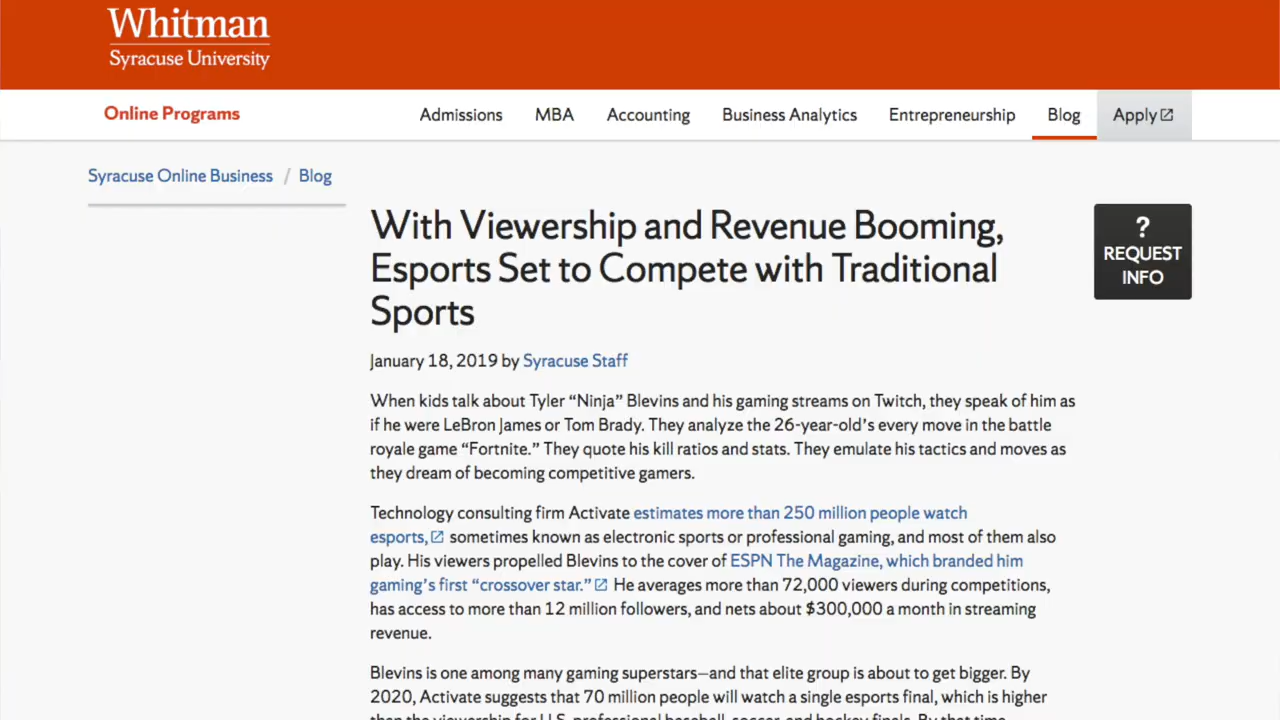 Whitman
Syracuse University
Online Programs
Admissions
MBA
Accounting
Business Analytics
Entrepreneurship
Blog
Apply
Syracuse Online Business / Blog
With Viewership and Revenue Booming,
Esports Set to Compete with Traditional
Sports
?
REQUEST
INFO
January 18, 2019 by Syracuse Staff
When kids talk about Tyler “Ninja” Blevins and his gaming streams on Twitch, they speak of him as
if he were LeBron James or Tom Brady. They analyze the 26-year-old’s every move in the battle
royale game “Fortnite.” They quote his kill ratios and stats. They emulate his tactics and moves as
they dream of becoming competitive gamers.
Technology consulting firm Activate estimates more than 250 million people watch
esports, sometimes known as electronic sports or professional gaming, and most of them also
play. His viewers propelled Blevins to the cover of ESPN The Magazine, which branded him
gaming’s first “crossover star.” He averages more than 72,000 viewers during competitions,
has access to more than 12 million followers, and nets about $300,000 a month in streaming
revenue.
Blevins is one among many gaming superstars—and that elite group is about to get bigger. By
2020, Activate suggests that 70 million people will watch a single esports final, which is higher
than the viewership for U.S. professional baseball, soccer, and hockey finals. By that time,